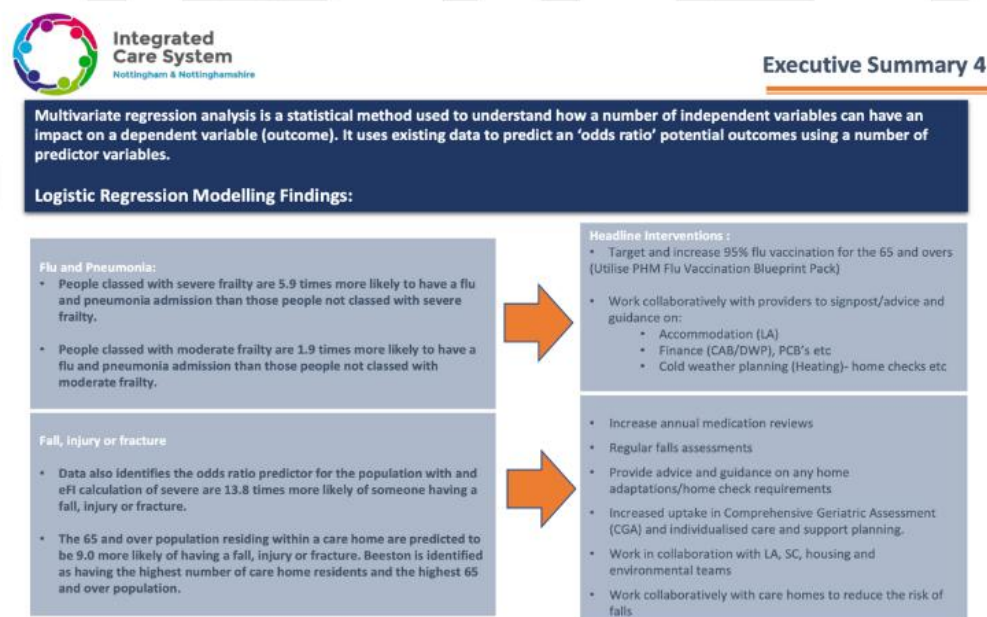 Integrated
Care System
Nottingham & Nottinghamshire
Executive Summary 4
Multivariate regression analysis is a statistical method used to understand how a number of independent variables can have an
impact on a dependent variable (outcome). It uses existing data to predict an ‘odds ratio’ potential outcomes using a number of
predictor variables.
Logistic Regression Modelling Findings:
Flu and Pneumonia:
• People classed with severe frailty are 5.9 times more likely to have a flu
and pneumonia admission than those people not classed with severe
frailty.
• People classed with moderate frailty are 1.9 times more likely to have a
flu and pneumonia admission than those people not classed with
moderate frailty.
Headline Interventions :
• Target and increase 95% flu vaccination for the 65 and overs
(Utilise PHM Flu Vaccination Blueprint Pack)
• Work collaboratively with providers to signpost/advice and
guidance on:
• Accommodation (LA)
• Finance (CAB/DWP), PCB's etc
• Cold weather planning (Heating)- home checks etc
Fall, injury or fracture
• Data also identifies the odds ratio predictor for the population with and
eFI calculation of severe are 13.8 times more likely of someone having a
fall, injury or fracture.
• The 65 and over population residing within a care home are predicted to
be 9.0 more likely of having a fall, injury or fracture. Beeston is identified
as having the highest number of care home residents and the highest 65
and over population.
• Increase annual medication reviews
• Regular falls assessments
• Provide advice and guidance on any home
adaptations/home check requirements
• Increased uptake in Comprehensive Geriatric Assessment
(CGA) and individualised care and support planning.
• Work in collaboration with LA, SC, housing and
environmental teams
• Work collaboratively with care homes to reduce the risk of
falls